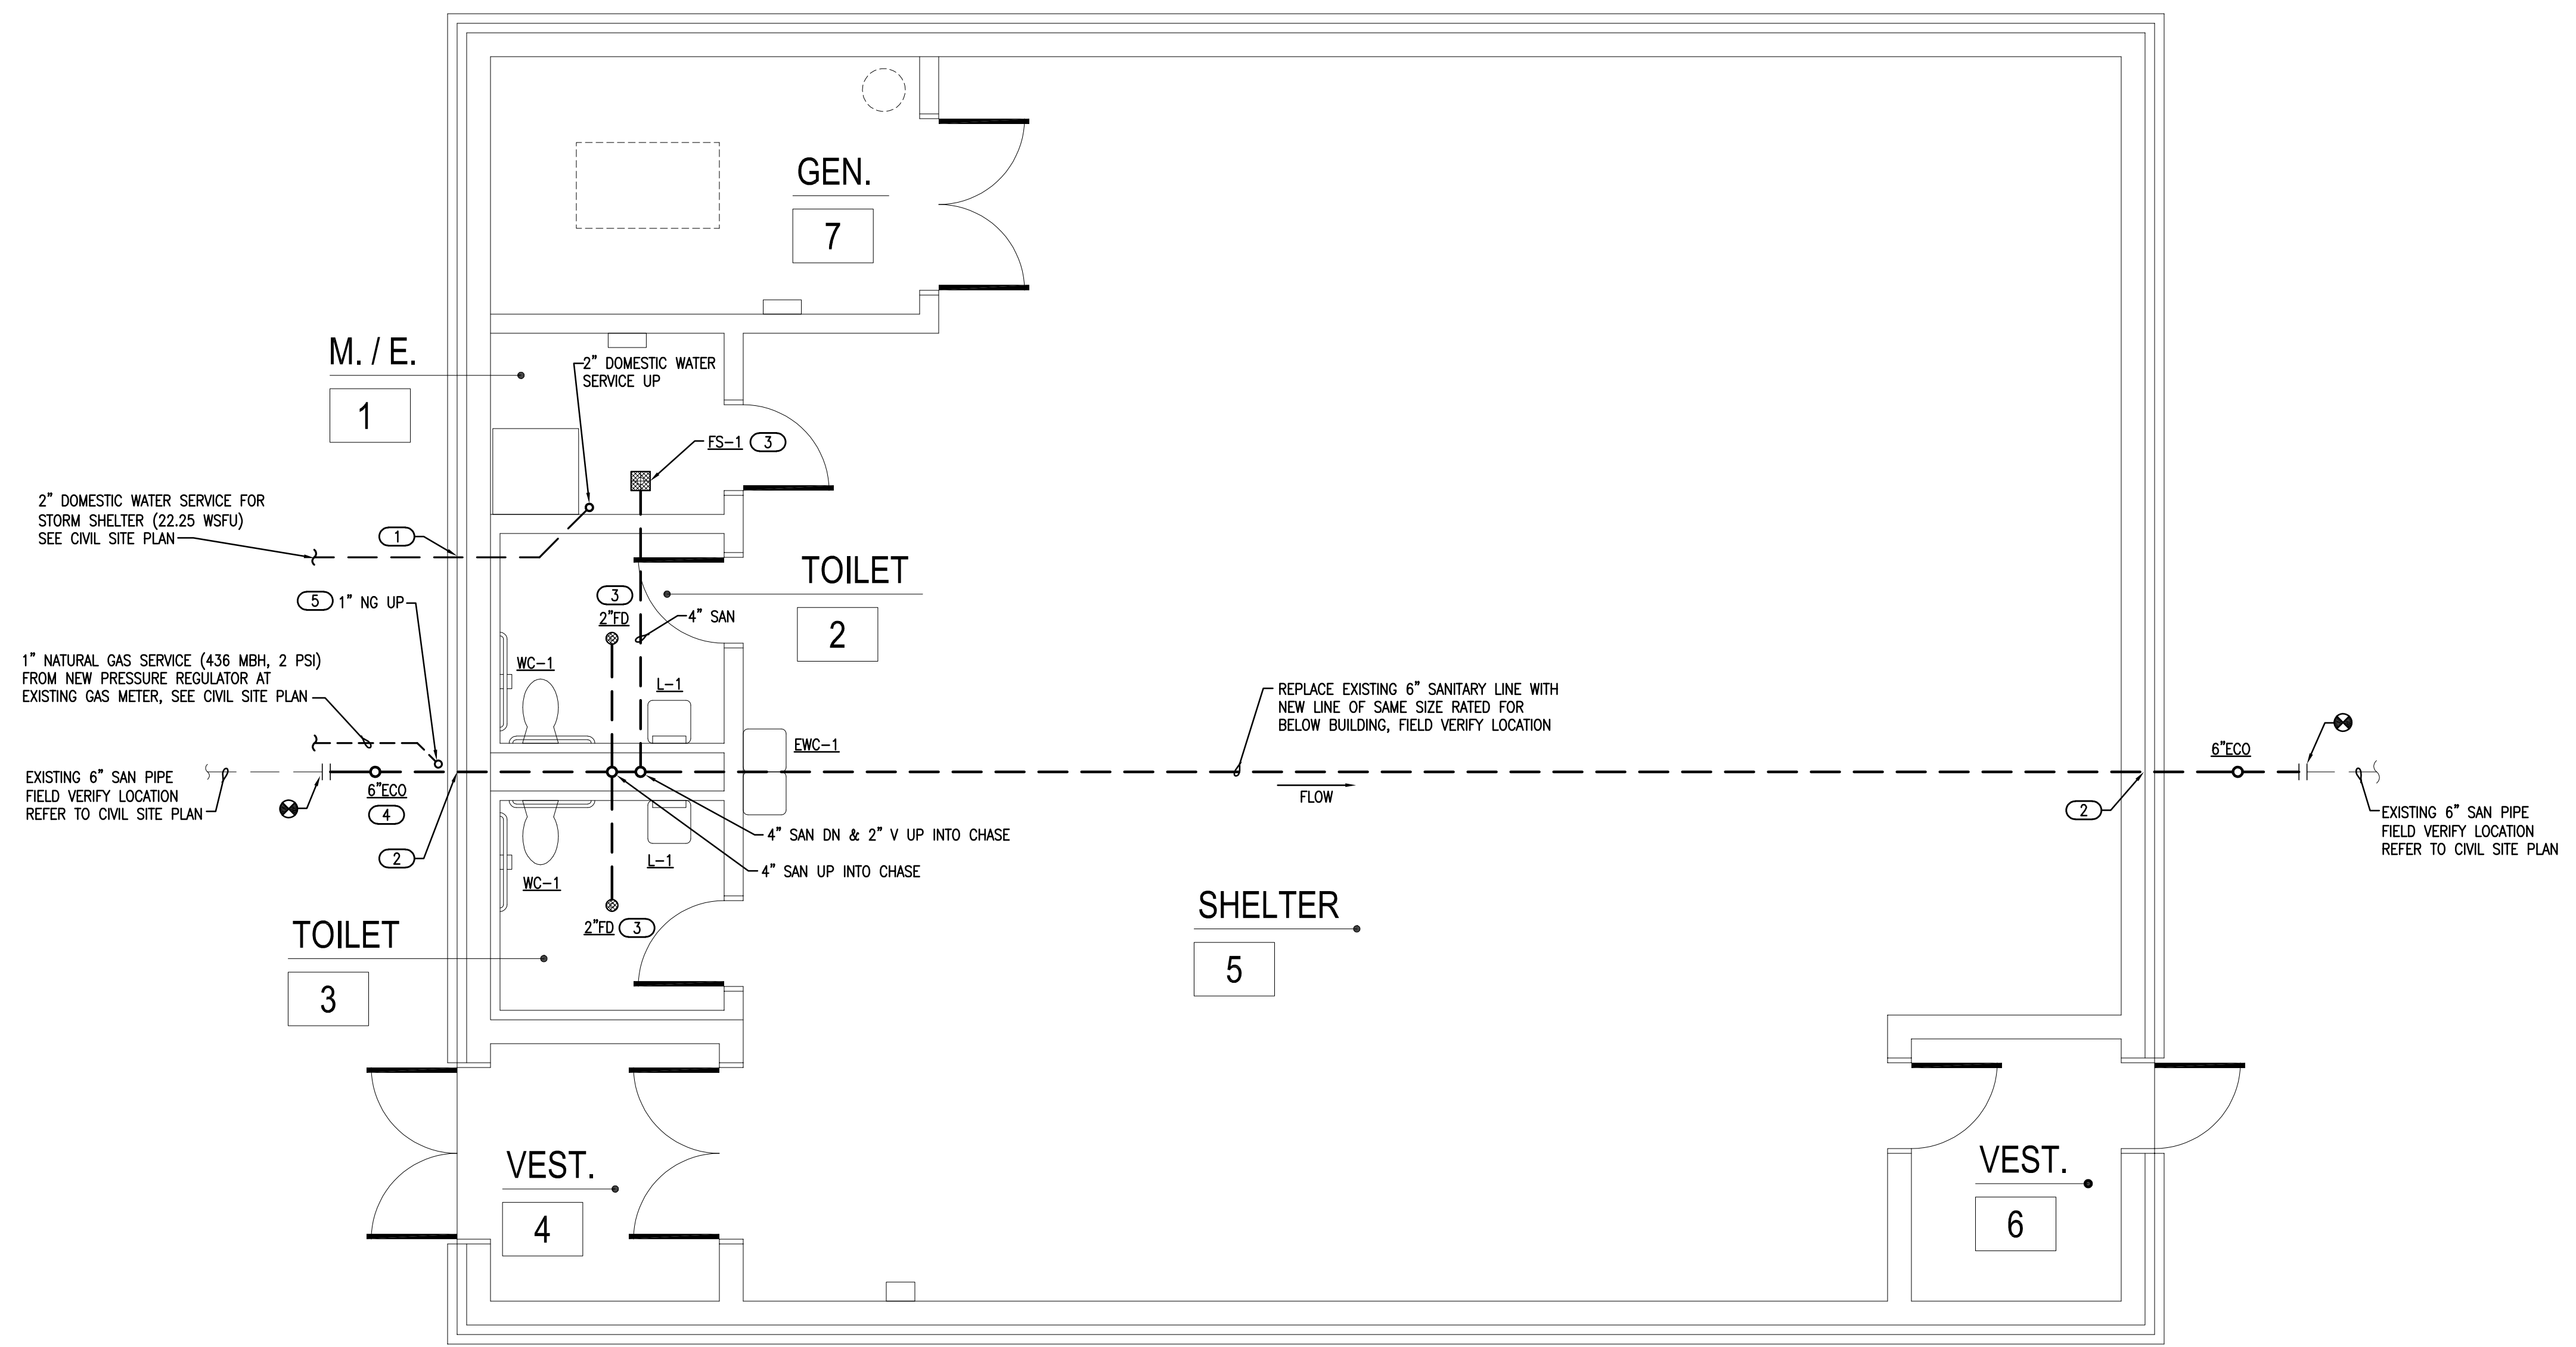 GEN.
7
M. / E.
1
2" DOMESTIC WATER
SERVICE UP
FS-1 3
2" DOMESTIC WATER SERVICE FOR
STORM SHELTER (22.25 WSFU)
SEE CIVIL SITE PLAN
1
TOILET
2
5 1" NG UP
3
2"FD
4" SAN
1" NATURAL GAS SERVICE (436 MBH, 2 PSI)
FROM NEW PRESSURE REGULATOR AT
EXISTING GAS METER, SEE CIVIL SITE PLAN
WC-1
L-1
REPLACE EXISTING 6" SANITARY LINE WITH
NEW LINE OF SAME SIZE RATED FOR
BELOW BUILDING, FIELD VERIFY LOCATION
EWC-1
6"ECO
EXISTING 6" SAN PIPE
FIELD VERIFY LOCATION
REFER TO CIVIL SITE PLAN
6"ECO
4
FLOW
2
EXISTING 6" SAN PIPE
FIELD VERIFY LOCATION
REFER TO CIVIL SITE PLAN
4" SAN DN & 2" V UP INTO CHASE
2
L-1
4" SAN UP INTO CHASE
WC-1
2"FD 3
SHELTER
5
TOILET
3
VEST.
4
VEST.
6